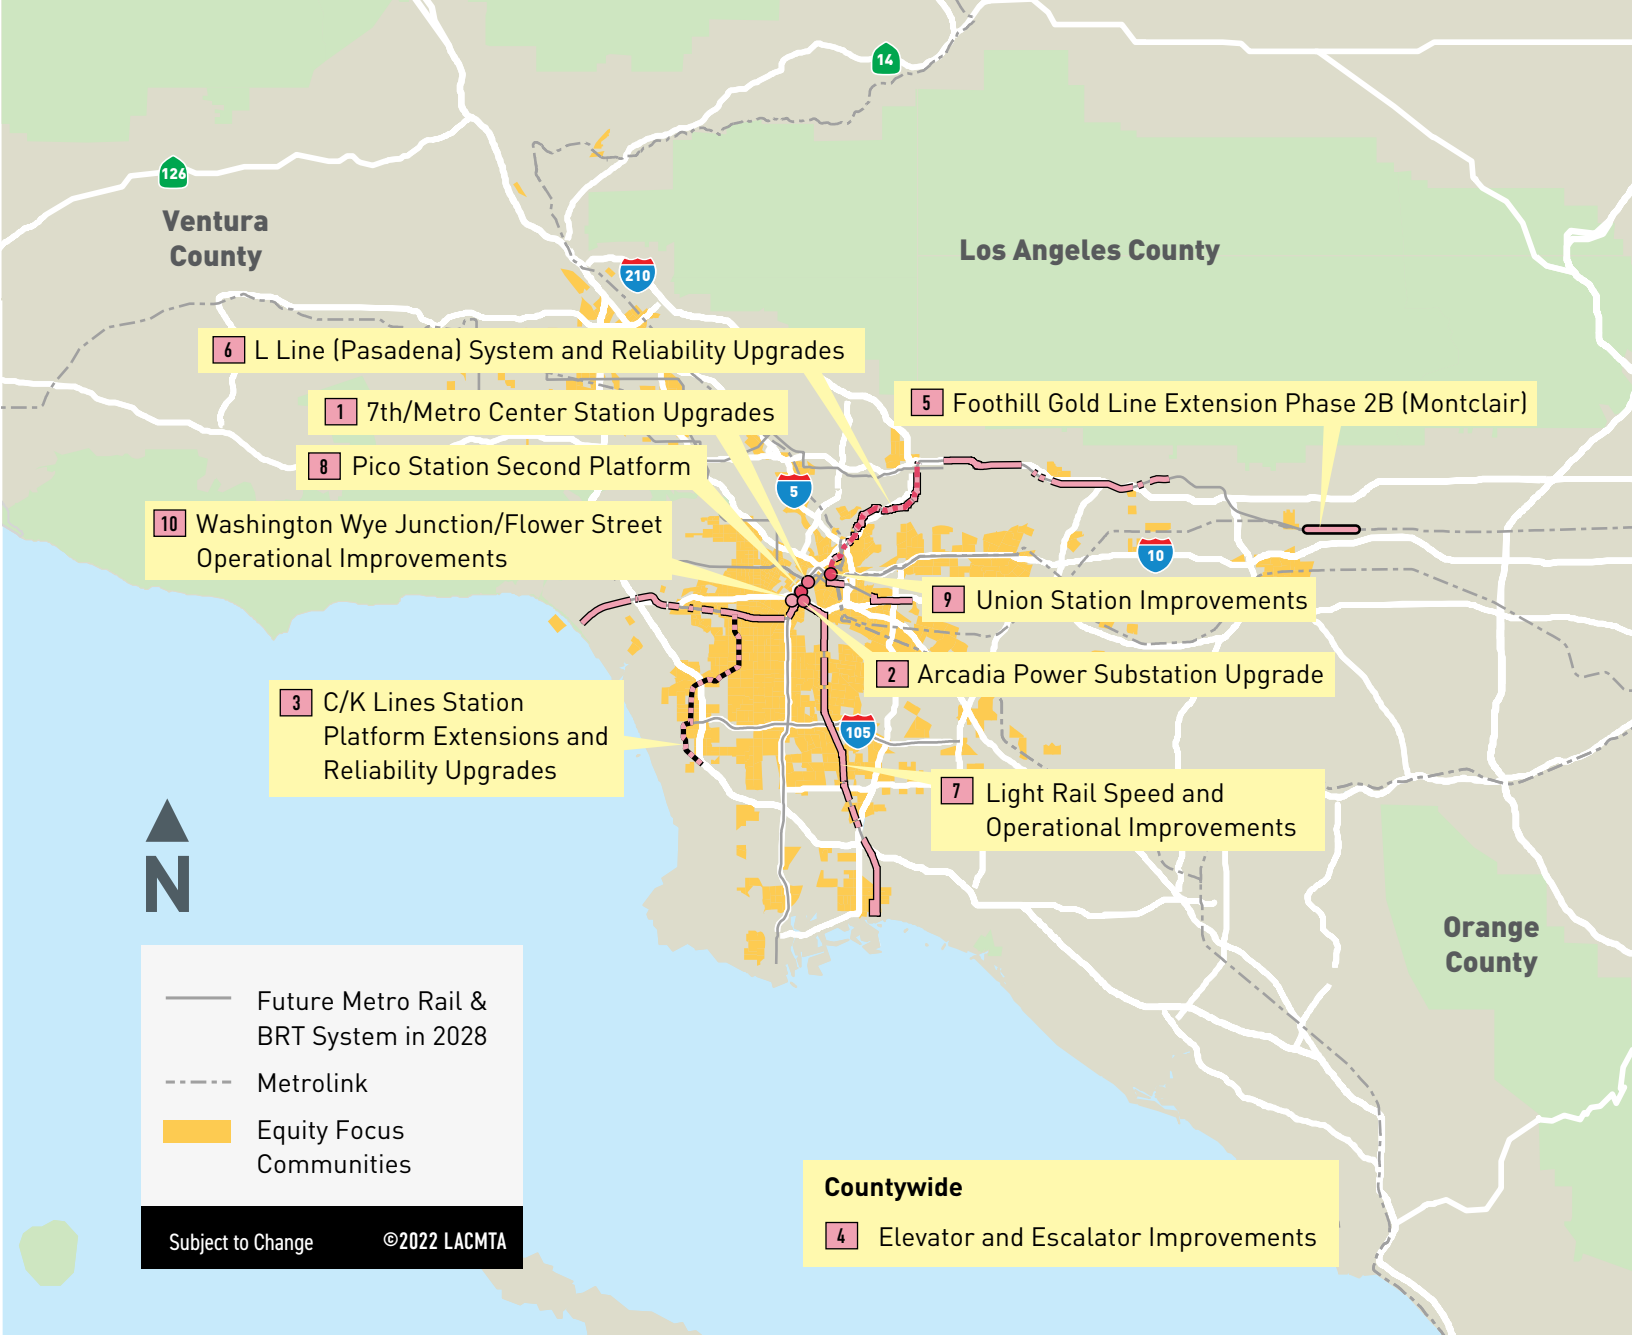 14
126
Ventura
County
Los Angeles County
210
6 L Line (Pasadena) System and Reliability Upgrades
5 Foothill Gold Line Extension Phase 2B (Montclair)
1 7th/Metro Center Station Upgrades
8 Pico Station Second Platform
5
10 Washington Wye Junction/Flower Street
Operational Improvements
10
9 Union Station Improvements
2 Arcadia Power Substation Upgrade
3 C/K Lines Station
Platform Extensions and
Reliability Upgrades
105
7 Light Rail Speed and
Operational Improvements
N
Orange
County
Future Metro Rail &
BRT System in 2028
Metrolink
Equity Focus
Communities
Subject to Change ©2022 LACMTA
Countywide
4 Elevator and Escalator Improvements